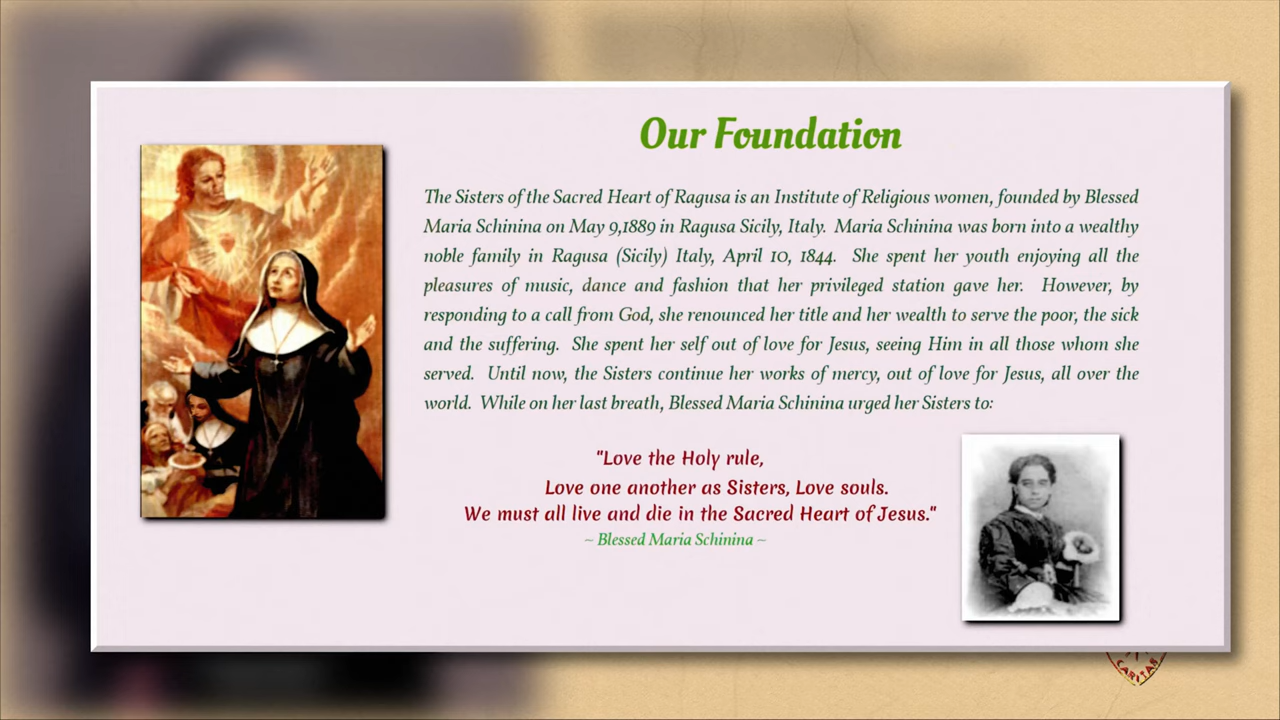 Our Foundation
The Sisters of the Sacred Heart of Ragusa is an Institute of Religious women, founded by Blessed
Maria Schinina on May 9,1889 in Ragusa Sicily, Italy. Maria Schinina was born into a wealthy
noble family in Ragusa (Sicily) Italy, April 10, 1844. She spent her youth enjoying all the
pleasures of music, dance and fashion that her privileged station gave her. However, by
responding to a call from God, she renounced her title and her wealth to serve the poor, the sick
and the suffering. She spent her self out of love for Jesus, seeing Him in all those whom she
served. Until now, the Sisters continue her works of mercy, out of love for Jesus, all over the
world. While on her last breath, Blessed Maria Schinina urged her Sisters to:
"Love the Holy rule,
Love one another as Sisters, Love souls.
We must all live and die in the Sacred Heart of Jesus."
~ Blessed Maria Schinina ~
CARITAS